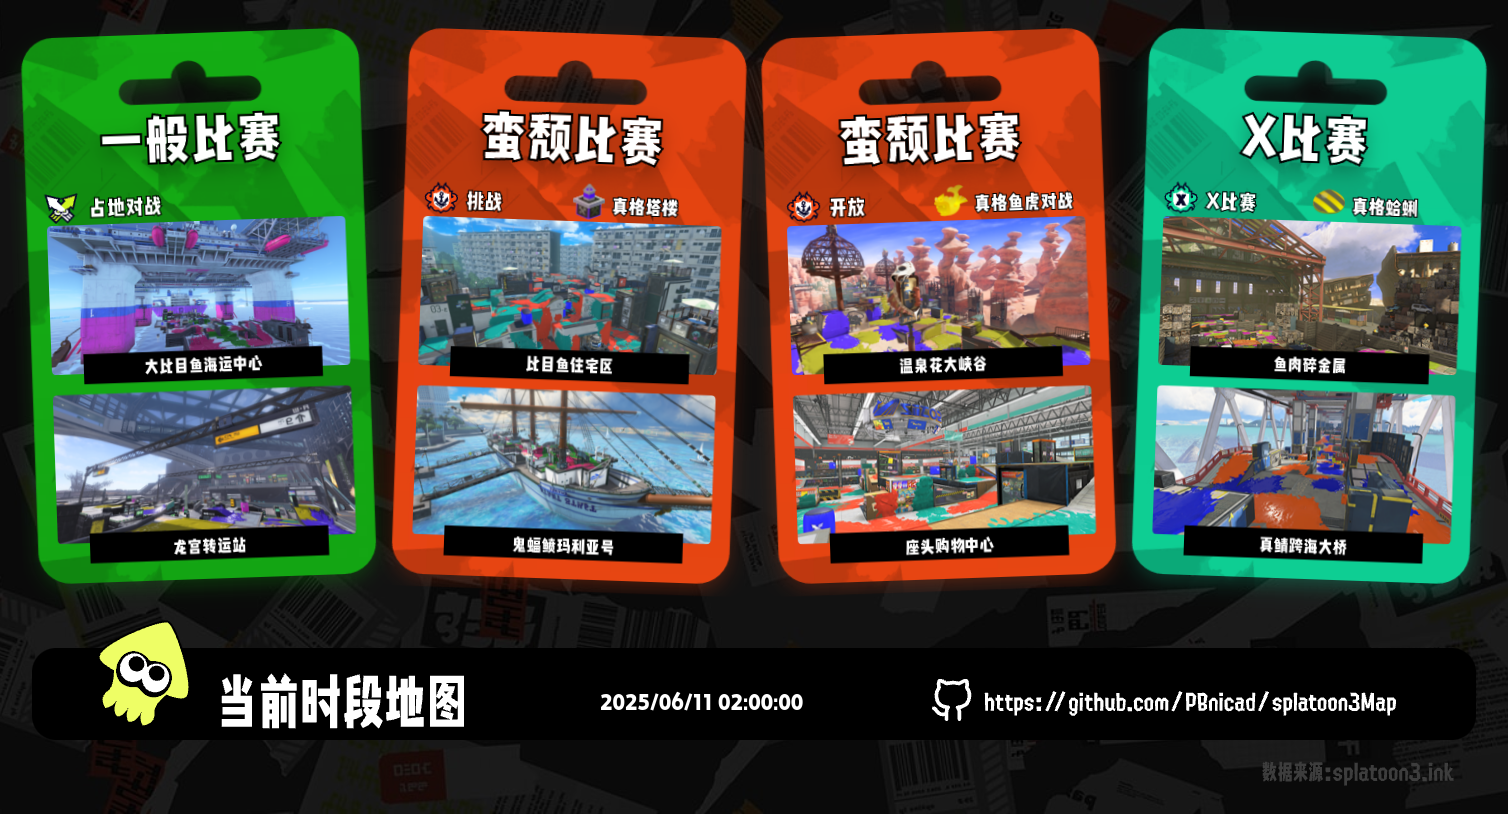 一般比赛
占地对战
大比目鱼海运中心
龙宫转运站
蛮颓比赛
挑战
真格塔楼
比目鱼住宅区
鬼蝠鲼玛利亚号
蛮颓比赛
开放
真格鱼虎对战
温泉花大峡谷
座头购物中心
X比赛
X比赛
真格蛤蜊
鱼肉碎金属
真鲭跨海大桥
当前时段地图
2025/06/11 02:00:00
https://github.com/PBnicad/splatoon3Map
数据来源:splatoon3.ink